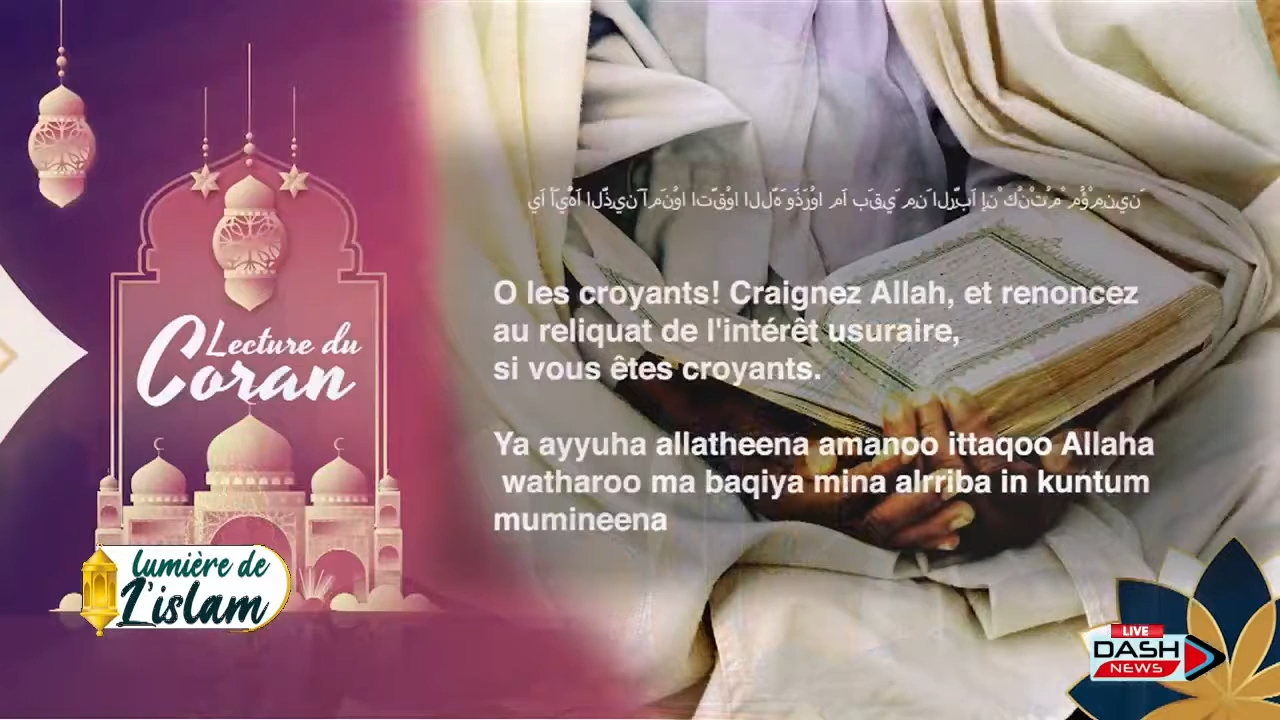 يَا أَيُّهَا الَّذِينَ آمَنُوا اتَّقُوا اللَّهَ وَذَرُوا مَا بَقِيَ مِنَ الرِّبَا إِنْ كُنْتُمْ مُؤْمِنِينَ
O les croyants! Craignez Allah, et renoncez
au reliquat de l'intérêt usuraire,
si vous êtes croyants.
Ya ayyuha allatheena amanoo ittaqoo Allaha
watharoo ma baqiya mina alrriba in kuntum
mumineena
Lecture du
Coran
lumière de
L'islam
LIVE
DASH
NEWS